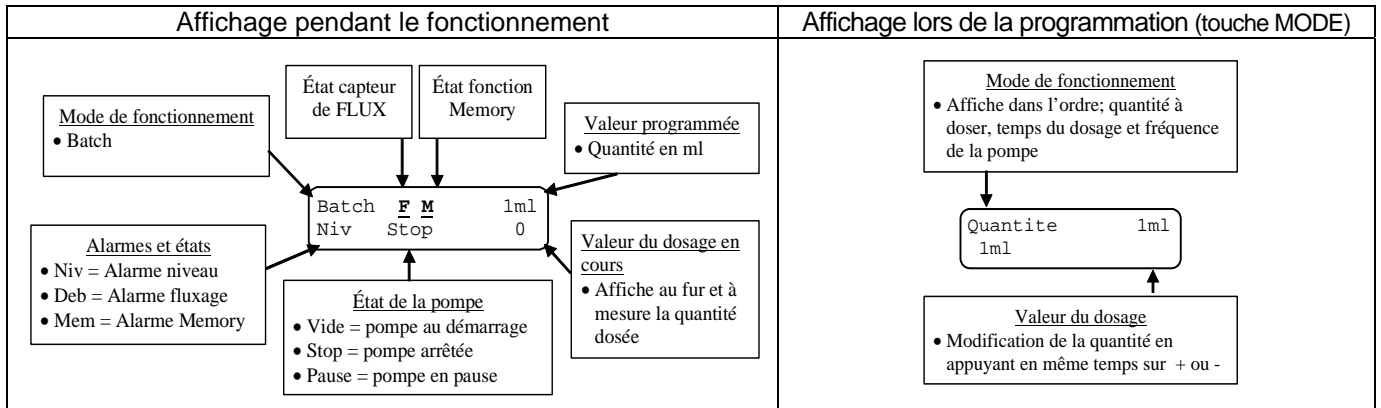 Affichage pendant le fonctionnement
Affichage lors de la programmation (touche MODE)
Mode de fonctionnement
• Batch
État capteur
de FLUX
État fonction
Memory
Valeur programmée
• Quantité en ml
Batch F M 1ml
Niv Stop 0
Alarmes et états
• Niv = Alarme niveau
• Deb = Alarme fluxage
• Mem = Alarme Memory
État de la pompe
• Vide = pompe au démarrage
• Stop = pompe arrêtée
• Pause = pompe en pause
Valeur du dosage en
cours
• Affiche au fur et à
mesure la quantité
dosée
Mode de fonctionnement
• Affiche dans l'ordre; quantité à
doser, temps du dosage et fréquence
de la pompe
Quantite 1ml
1ml
Valeur du dosage
• Modification de la quantité en
appuyant en même temps sur + ou -